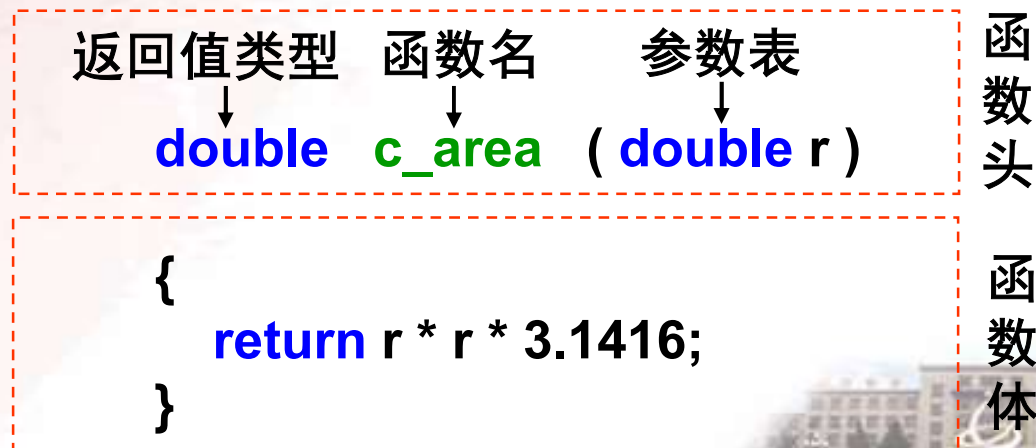 返回值类型 函数名 参数表
double c_area ( double r )
函数头
{
return r * r * 3.1416;
}
函数体